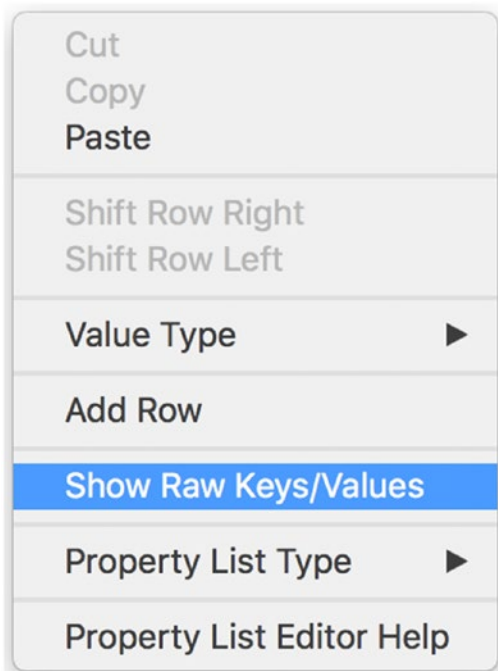 Cut
Copy
Paste
Shift Row Right
Shift Row Left
Value Type
Add Row
Show Raw Keys/Values
Property List Type
Property List Editor Help